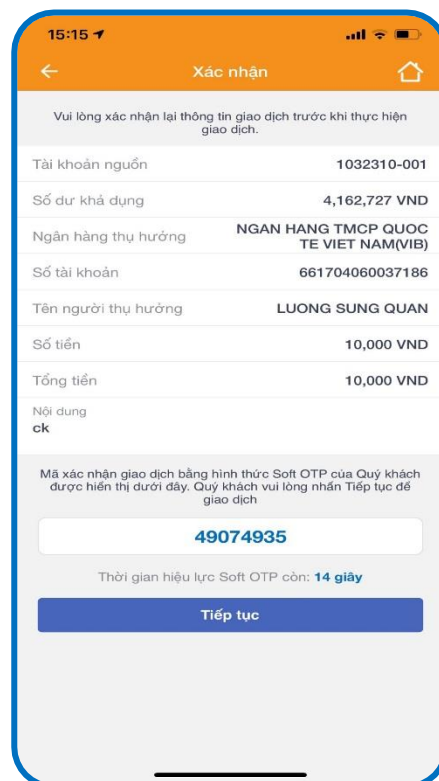 15:15
Xác nhận
Vui lòng xác nhận lại thông tin giao dịch trước khi thực hiện
giao dịch.
Tài khoản nguồn 1032310-001
Số dư khả dụng 4,162,727 VND
Ngân hàng thụ hưởng NGAN HANG TMCP QUOC
TE VIET NAM(VIB)
Số tài khoản 661704060037186
Tên người thụ hưởng LUONG SUNG QUAN
Số tiền 10,000 VND
Tổng tiền 10,000 VND
Nội dung
ck
Mã xác nhận giao dịch bằng hình thức Soft OTP của Quý khách
được hiển thị dưới đây. Quý khách vui lòng nhấn Tiếp tục để
giao dịch
49074935
Thời gian hiệu lực Soft OTP còn: 14 giây
Tiếp tục